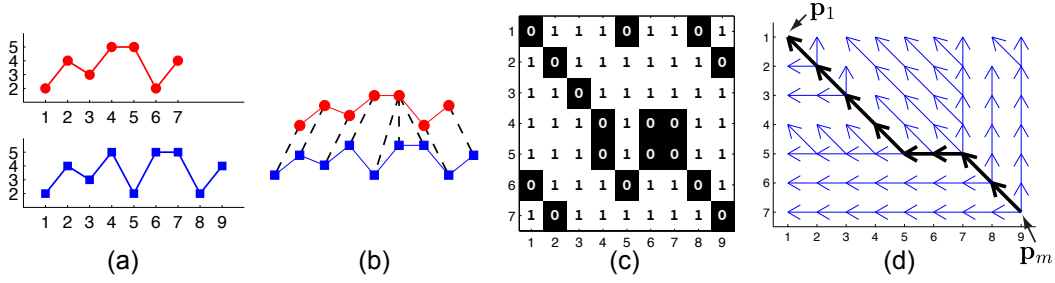 5
4
3
2
1 2 3 4 5 6 7
5
4
3
2
1 2 3 4 5 6 7 8 9
(a)
(b)
1 0 1 1 1 0 1 1 0 1
2 1 0 1 1 1 1 1 1 0
3 1 1 0 1 1 1 1 1 1
4 1 1 1 0 1 0 0 1 1
5 1 1 1 0 1 0 0 1 1
6 0 1 1 1 0 1 1 0 1
7 1 0 1 1 1 1 1 1 0
1 2 3 4 5 6 7 8 9
(c)
p₁
1
2
3
4
5
6
7
1 2 3 4 5 6 7 8 9
pₘ
(d)